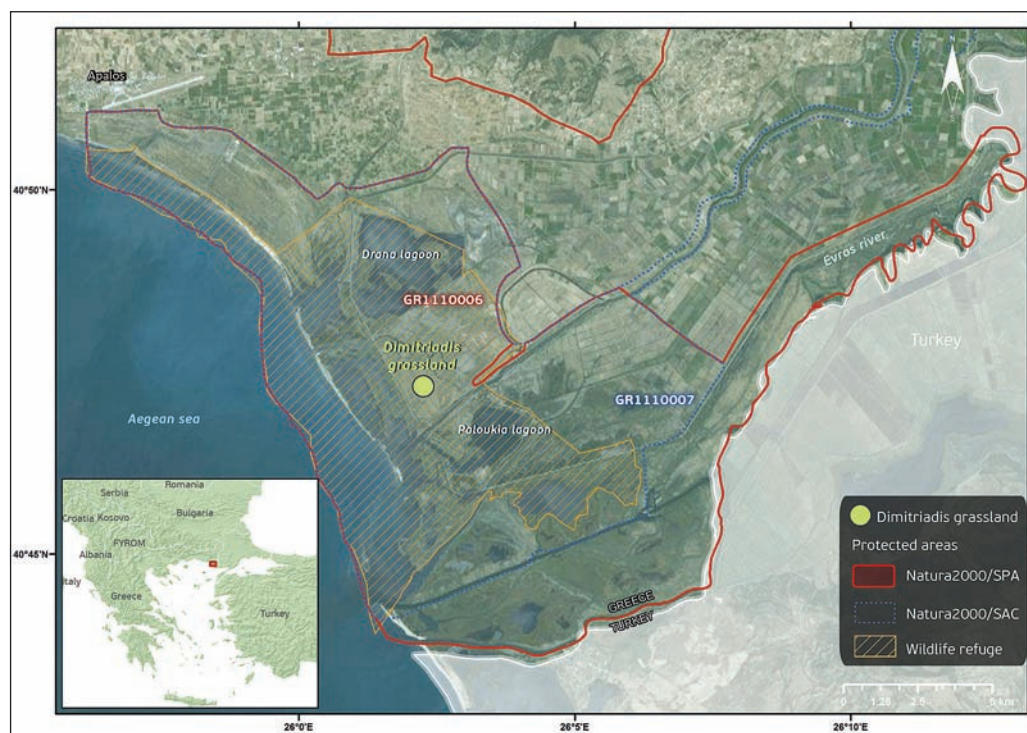 Apalos
N
40°50'N
Drana lagoon
GR1110006
Evros river
Dimitriadis
grassland
Turkey
GR1110007
Aegean sea
Paloukia lagoon
40°45'N
GREECE
TURKEY
Romania
Serbia
Croatia
Kosovo
Bulgaria
FYROM
Albania
Italy
Greece
Turkey
Dimitriadis grassland
Protected areas
Natura2000/SPA
Natura2000/SAC
Wildlife refuge
0 1.25 2.5 5 km
26°0'E
26°5'E
26°10'E